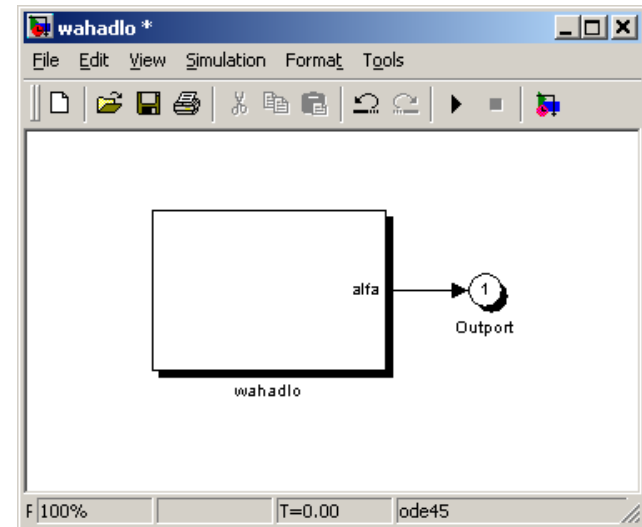 wahadlo *
File Edit View Simulation Format Tools
alfa
1
Outport
wahadlo
F 100% T=0.00 ode45